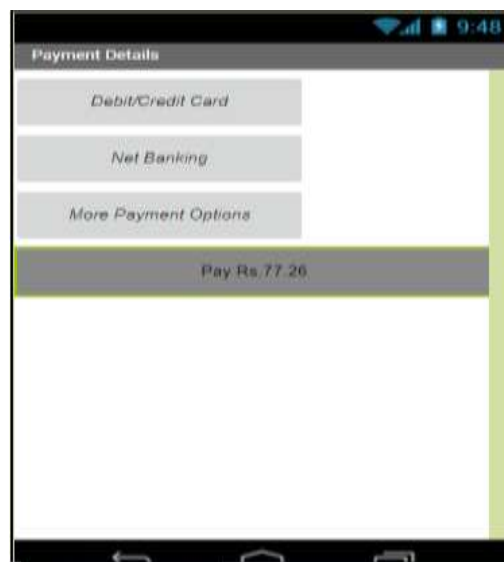 9:48
Payment Details
Debit/Credit Card
Net Banking
More Payment Options
Pay Rs.77.26